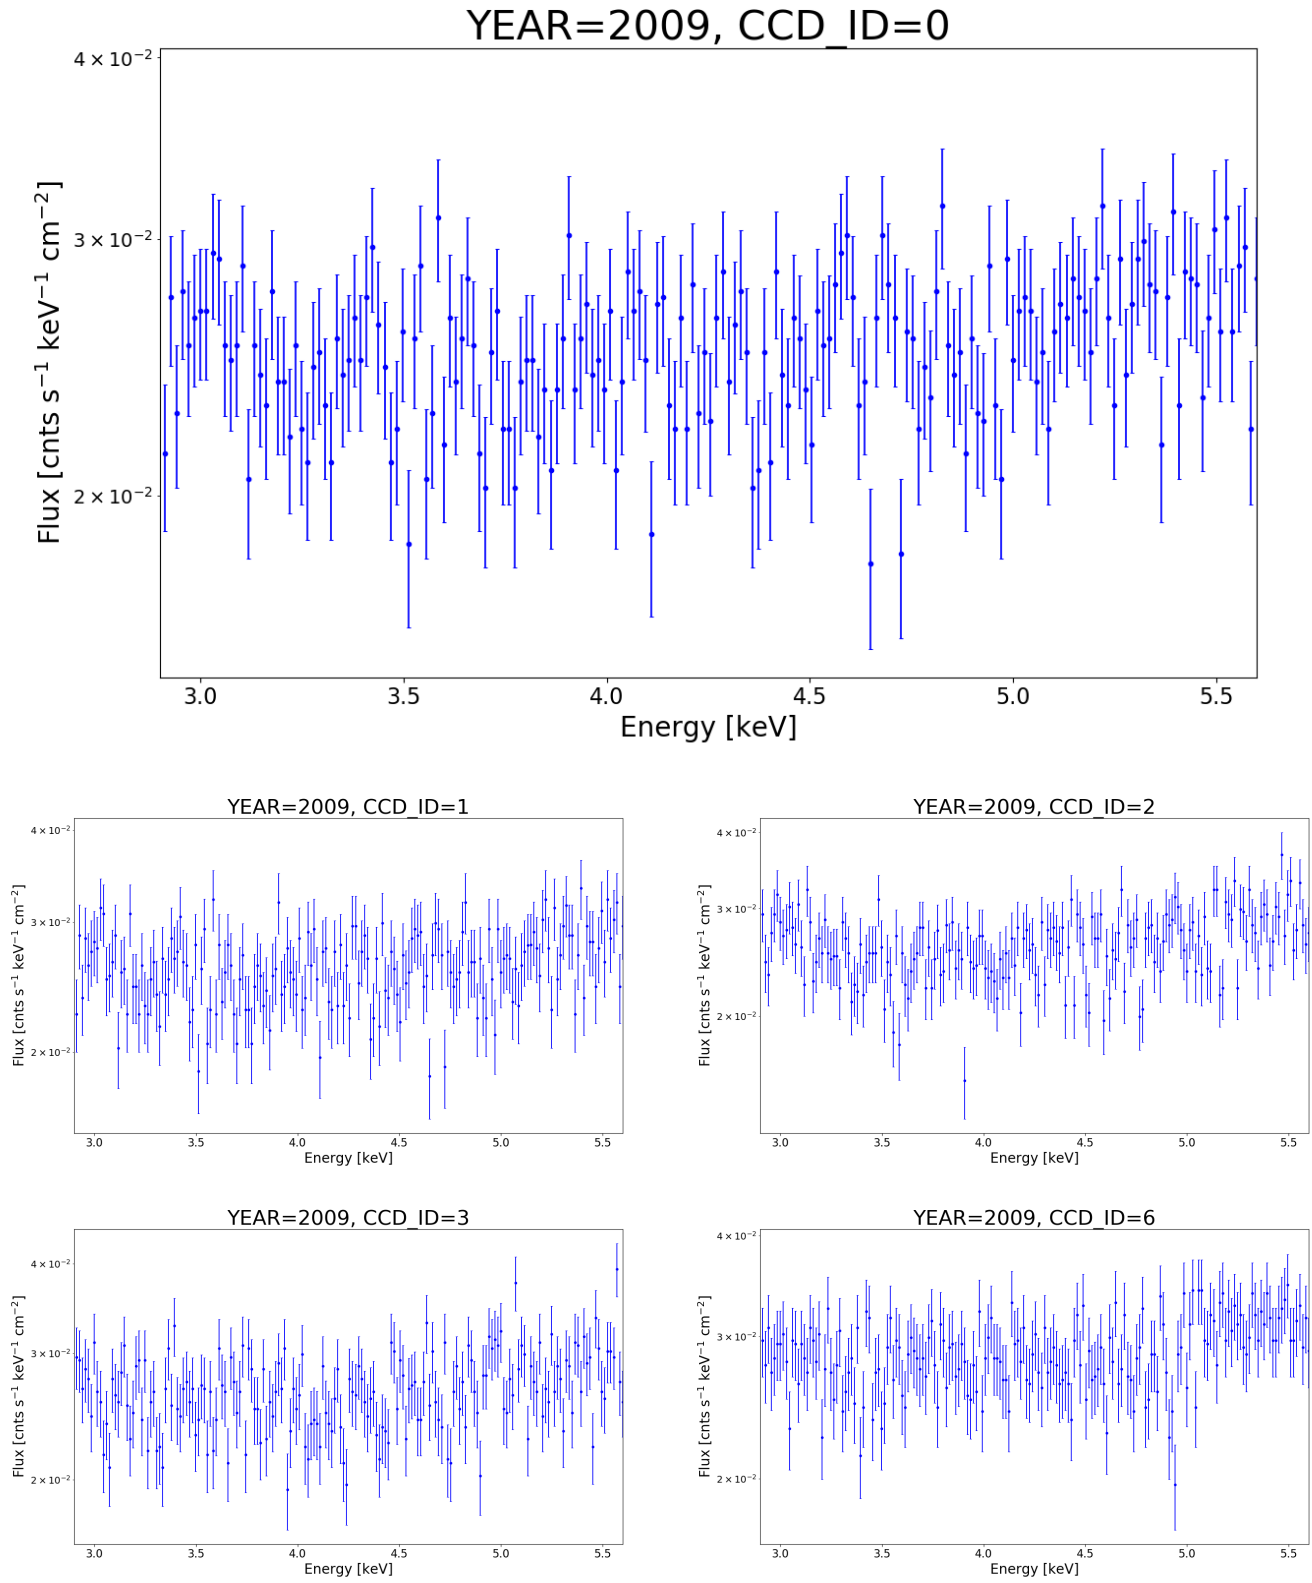 YEAR=2009, CCD_ID=0
4 × 10⁻²
3 × 10⁻²
2 × 10⁻²
Flux [cnts s⁻¹ keV⁻¹ cm⁻²]
3.0 3.5 4.0 4.5 5.0 5.5
Energy [keV]
YEAR=2009, CCD_ID=1
4 × 10⁻²
3 × 10⁻²
2 × 10⁻²
Flux [cnts s⁻¹ keV⁻¹ cm⁻²]
3.0 3.5 4.0 4.5 5.0 5.5
Energy [keV]
YEAR=2009, CCD_ID=2
4 × 10⁻²
3 × 10⁻²
2 × 10⁻²
Flux [cnts s⁻¹ keV⁻¹ cm⁻²]
3.0 3.5 4.0 4.5 5.0 5.5
Energy [keV]
YEAR=2009, CCD_ID=3
4 × 10⁻²
3 × 10⁻²
2 × 10⁻²
Flux [cnts s⁻¹ keV⁻¹ cm⁻²]
3.0 3.5 4.0 4.5 5.0 5.5
Energy [keV]
YEAR=2009, CCD_ID=6
4 × 10⁻²
3 × 10⁻²
2 × 10⁻²
Flux [cnts s⁻¹ keV⁻¹ cm⁻²]
3.0 3.5 4.0 4.5 5.0 5.5
Energy [keV]